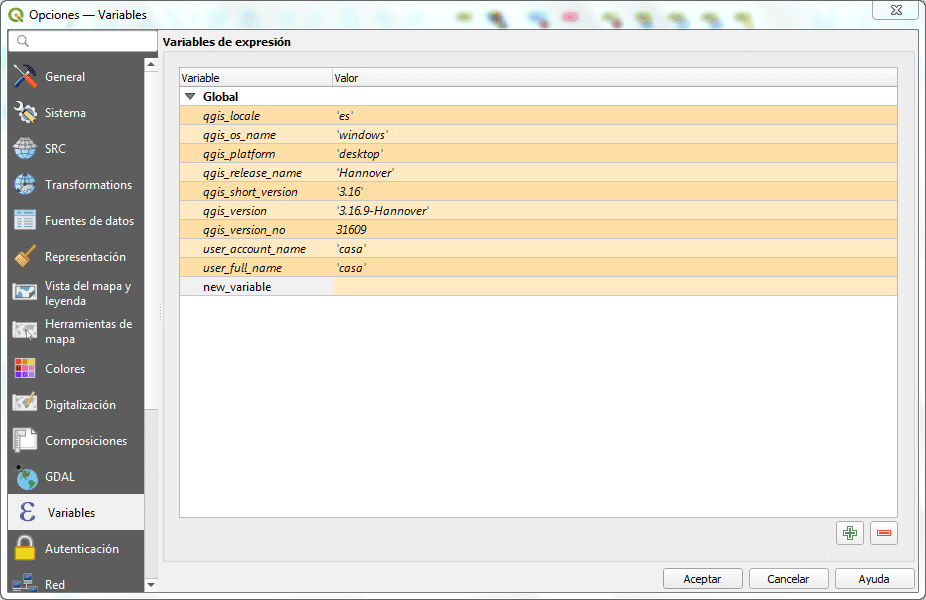 Opciones — Variables
General
Sistema
SRC
Transformations
Fuentes de datos
Representación
Vista del mapa y
leyenda
Herramientas de
mapa
Colores
Digitalización
Composiciones
GDAL
Variables
Autenticación
Red
Variables de expresión
Variable Valor
Global
qgis_locale 'es'
qgis_os_name 'windows'
qgis_platform 'desktop'
qgis_release_name 'Hannover'
qgis_short_version '3.16'
qgis_version '3.16.9-Hannover'
qgis_version_no 31609
user_account_name 'casa'
user_full_name 'casa'
new_variable
Aceptar Cancelar Ayuda